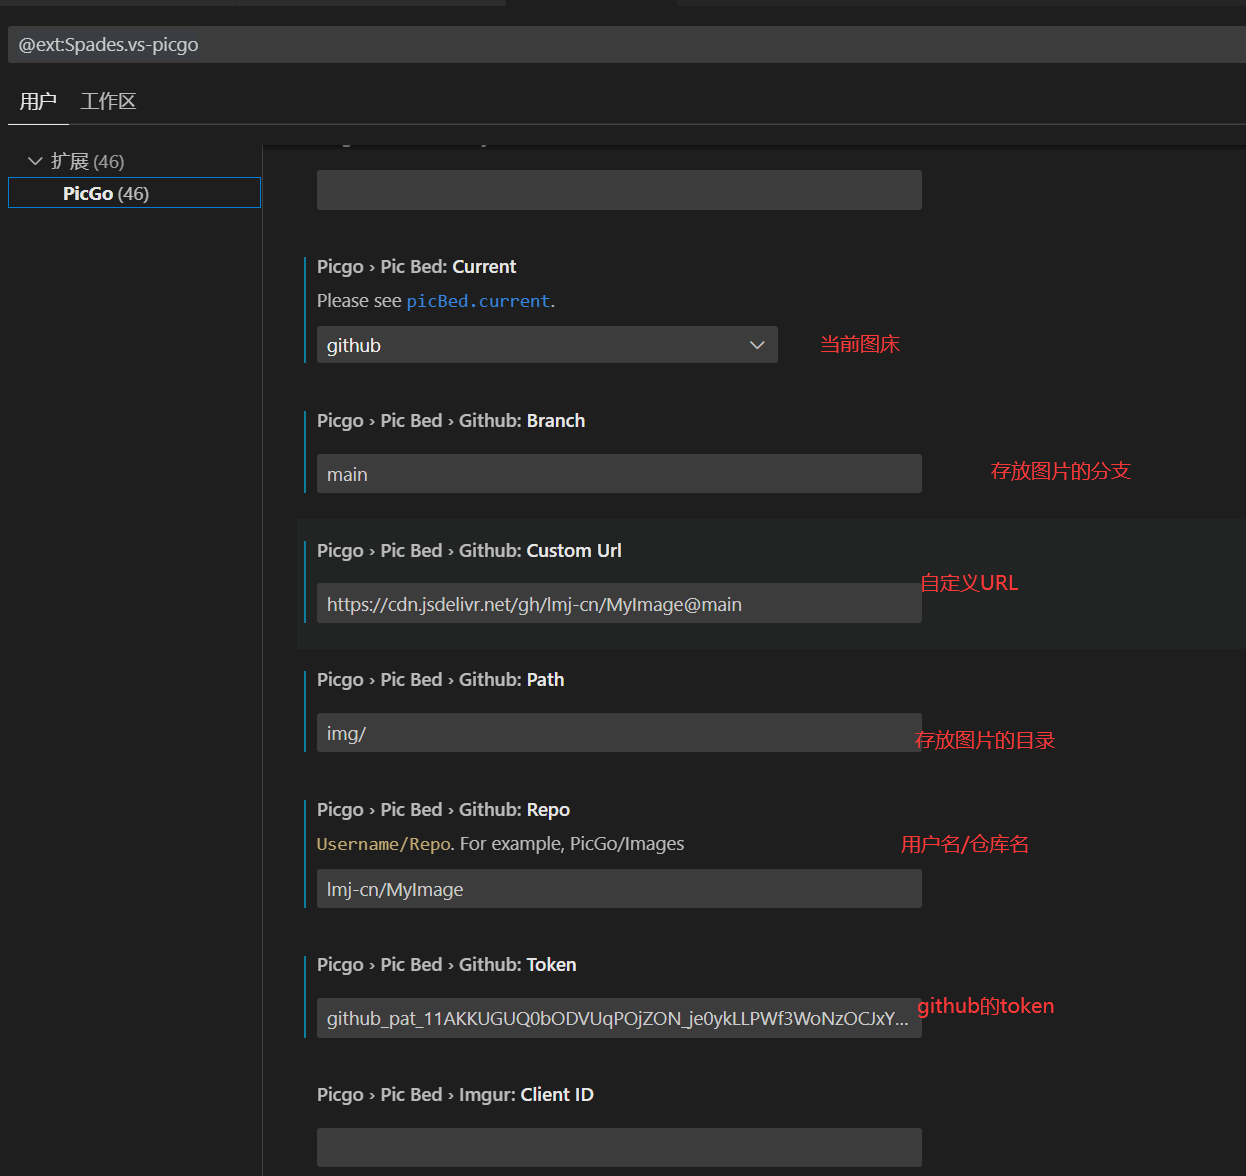 @ext:Spades.vs-picgo
用户 工作区
扩展 (46)
PicGo (46)
Picgo › Pic Bed: Current
Please see picBed.current.
github
当前图床
Picgo › Pic Bed › Github: Branch
main
存放图片的分支
Picgo › Pic Bed › Github: Custom Url
https://cdn.jsdelivr.net/gh/lmj-cn/MyImage@main
自定义URL
Picgo › Pic Bed › Github: Path
img/
存放图片的目录
Picgo › Pic Bed › Github: Repo
Username/Repo. For example, PicGo/Images
用户名/仓库名
lmj-cn/MyImage
Picgo › Pic Bed › Github: Token
github_pat_11AKKUGUQ0bODVUqPOjZON_je0ykLLPWf3WoNzOCJxY...
github的token
Picgo › Pic Bed › Imgur: Client ID